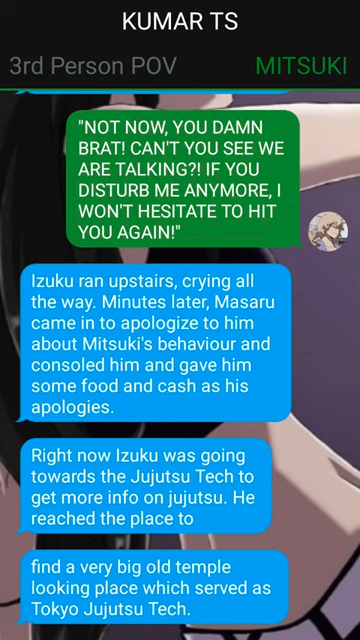 KUMAR TS
3rd Person POV
MITSUKI
"NOT NOW, YOU DAMN
BRAT! CAN'T YOU SEE WE
ARE TALKING?! IF YOU
DISTURB ME ANYMORE, I
WON'T HESITATE TO HIT
YOU AGAIN!"
Izuku ran upstairs, crying all
the way. Minutes later, Masaru
came in to apologize to him
about Mitsuki's behaviour and
consoled him and gave him
some food and cash as his
apologies.
Right now Izuku was going
towards the Jujutsu Tech to
get more info on jujutsu. He
reached the place to
find a very big old temple
looking place which served as
Tokyo Jujutsu Tech.